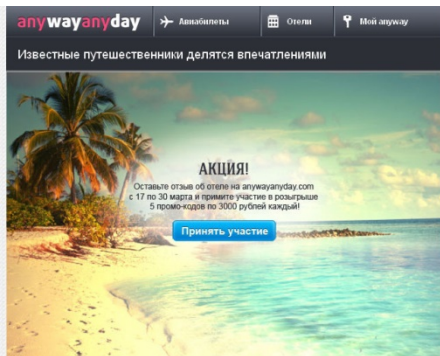 anywayanyday
Авиабилеты
Отели
Мой anyway
Известные путешественники делятся впечатлениями
АКЦИЯ!
Оставьте отзыв об отеле на anywayanyday.com
с 17 по 30 марта и примите участие в розыгрыше
5 промо-кодов по 3000 рублей каждый!
Принять участие